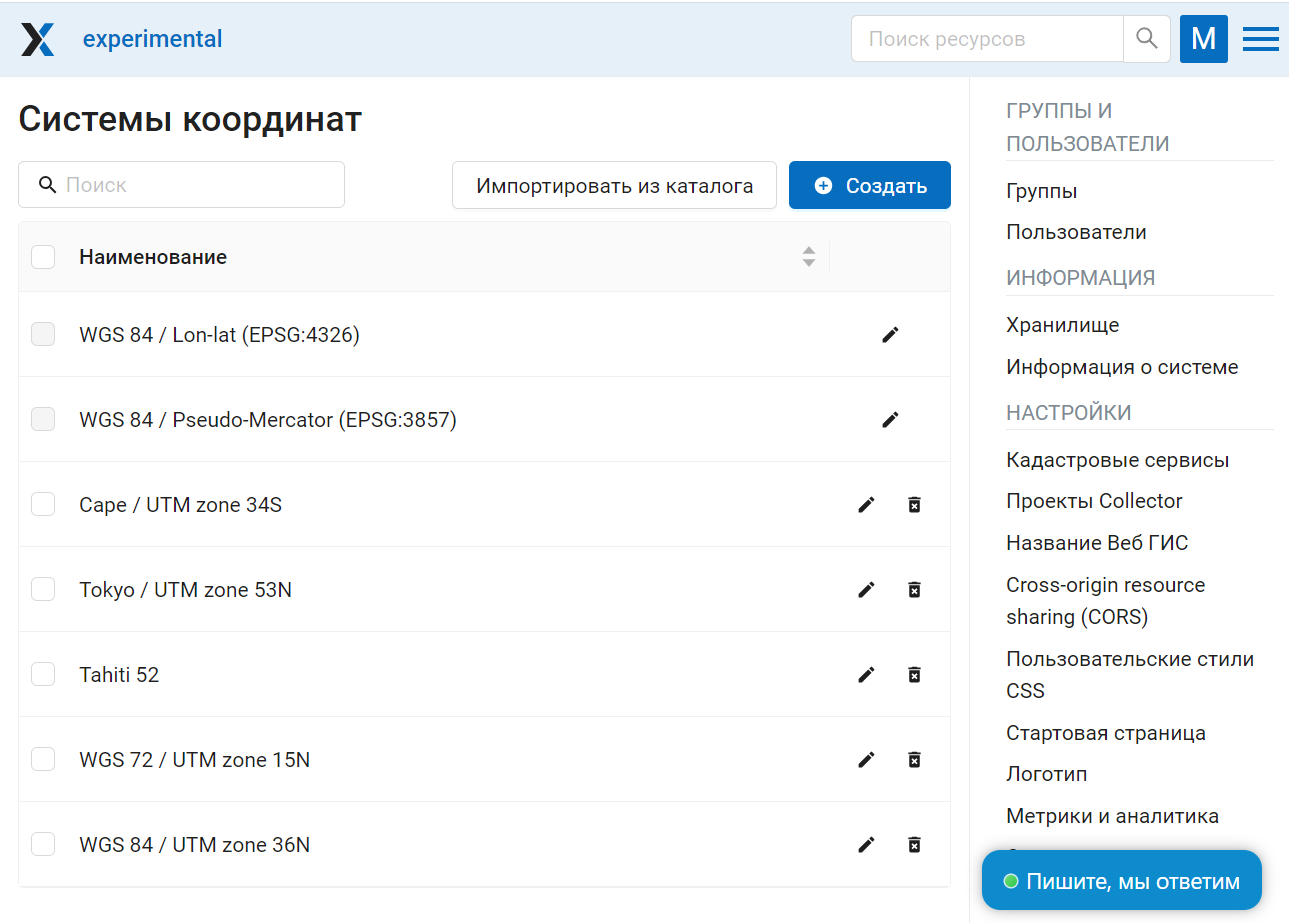 experimental
Поиск ресурсов
M
Системы координат
Поиск
Импортировать из каталога
Создать
Наименование
WGS 84 / Lon-lat (EPSG:4326)
WGS 84 / Pseudo-Mercator (EPSG:3857)
Cape / UTM zone 34S
Tokyo / UTM zone 53N
Tahiti 52
WGS 72 / UTM zone 15N
WGS 84 / UTM zone 36N
ГРУППЫ И
ПОЛЬЗОВАТЕЛИ
Группы
Пользователи
ИНФОРМАЦИЯ
Хранилище
Информация о системе
НАСТРОЙКИ
Кадастровые сервисы
Проекты Collector
Название Веб ГИС
Cross-origin resource
sharing (CORS)
Пользовательские стили
CSS
Стартовая страница
Логотип
Метрики и аналитика
Пишите, мы ответим